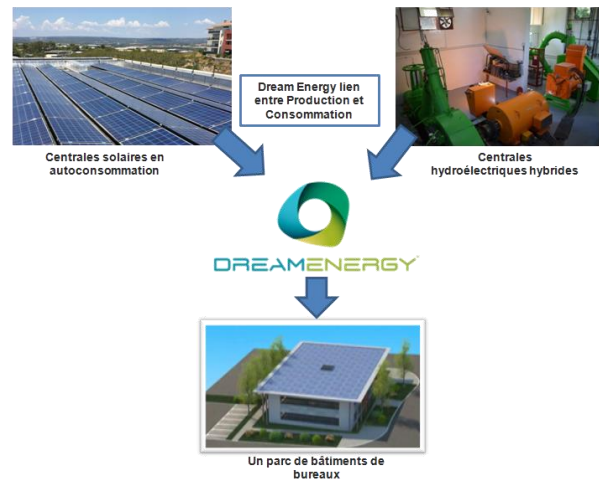 Dream Energy lien
entre Production et
Consommation
Centrales solaires en
autoconsommation
Centrales
hydroélectriques hybrides
DREAMENERGY™
Un parc de bâtiments de
bureaux